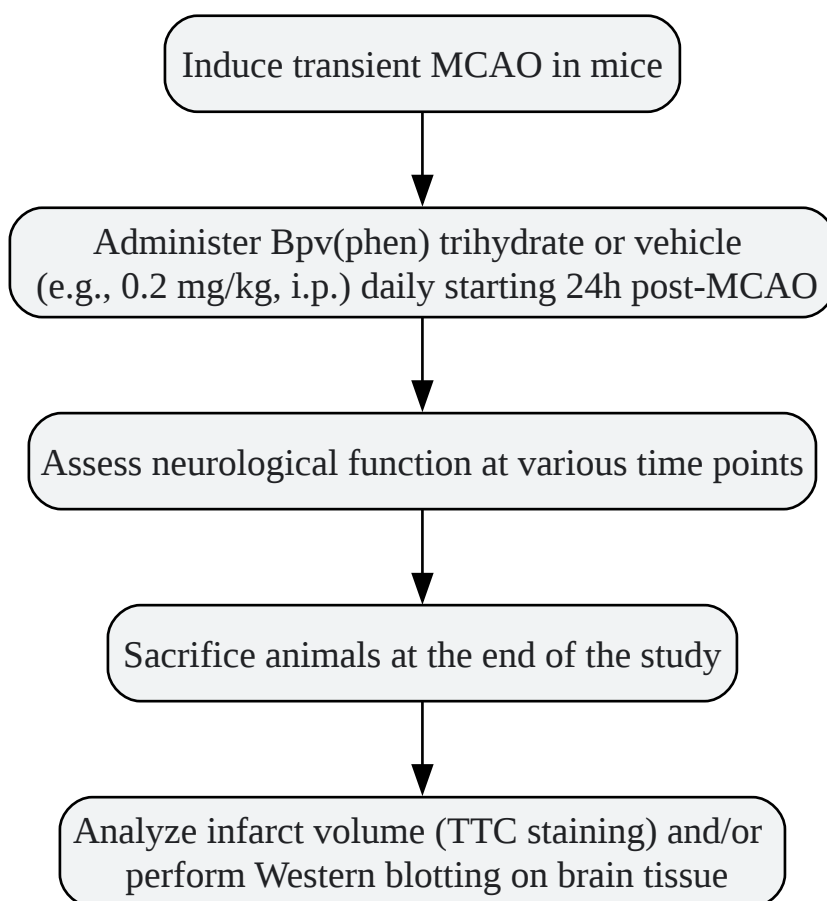 Induce transient MCAO in mice
Administer Bpv(phen) trihydrate or vehicle
(e.g., 0.2 mg/kg, i.p.) daily starting 24h post-MCAO
Assess neurological function at various time points
Sacrifice animals at the end of the study
Analyze infarct volume (TTC staining) and/or
perform Western blotting on brain tissue